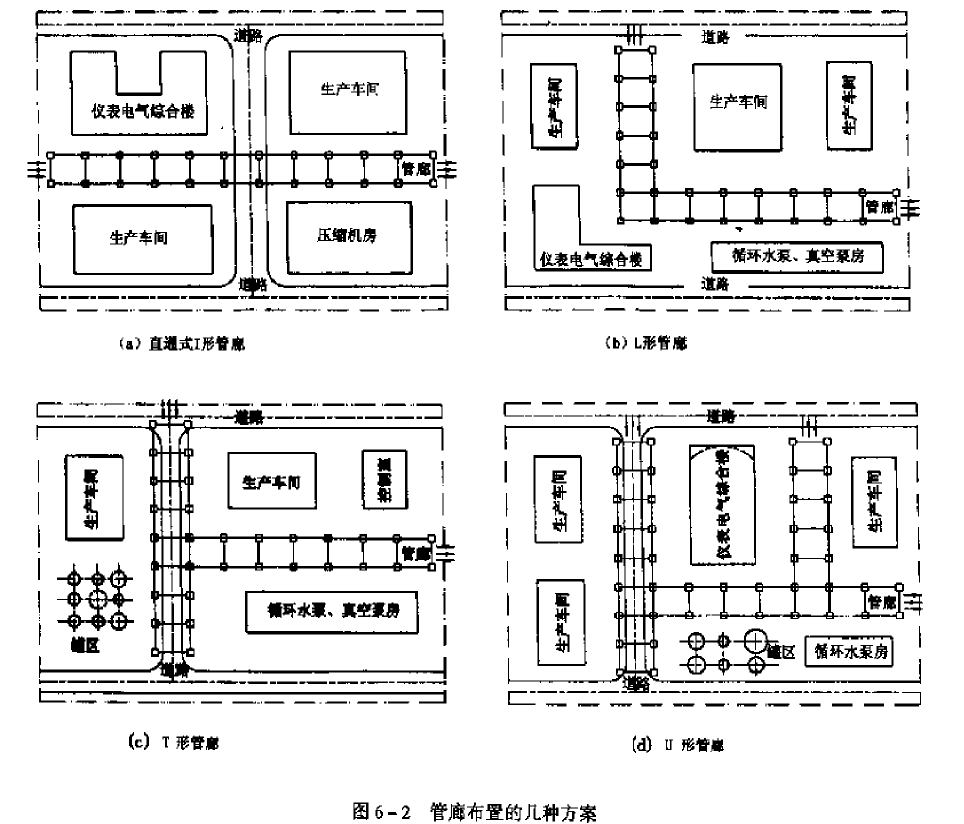 道路
仪表电气综合楼
生产车间
管廊
生产车间
压缩机房
道路
(a) 直通式I形管廊
道路
生产车间
生产车间
生产车间
管廊
仪表电气综合楼
循环水泵、真空泵房
道路
(b) L形管廊
道路
生产车间
生产车间
控制室
管廊
循环水泵、真空泵房
罐区
道路
(c) T 形管廊
道路
生产车间
仪表电气综合楼
生产车间
生产车间
管廊
罐区
循环水泵房
道路
(d) U 形管廊
图6-2 管廊布置的几种方案